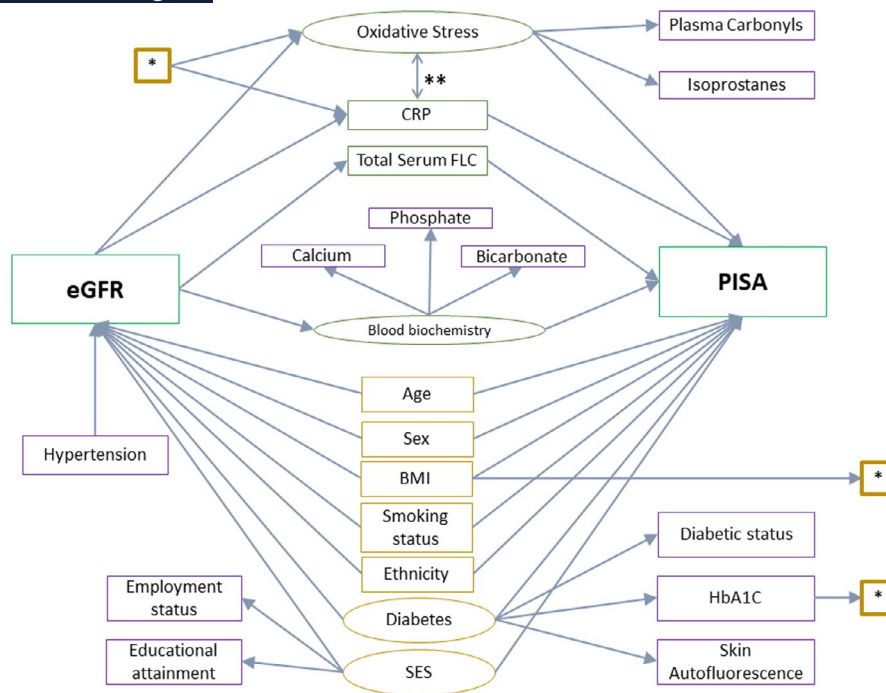 Oxidative Stress
Plasma Carbonyls
*
**
Isoprostanes
CRP
Total Serum FLC
Phosphate
Calcium
Bicarbonate
eGFR
PISA
Blood biochemistry
Age
Sex
Hypertension
BMI
*
Smoking
status
Diabetic status
Ethnicity
Employment
status
HbA1C
*
Diabetes
Educational
attainment
Skin
Autofluorescence
SES